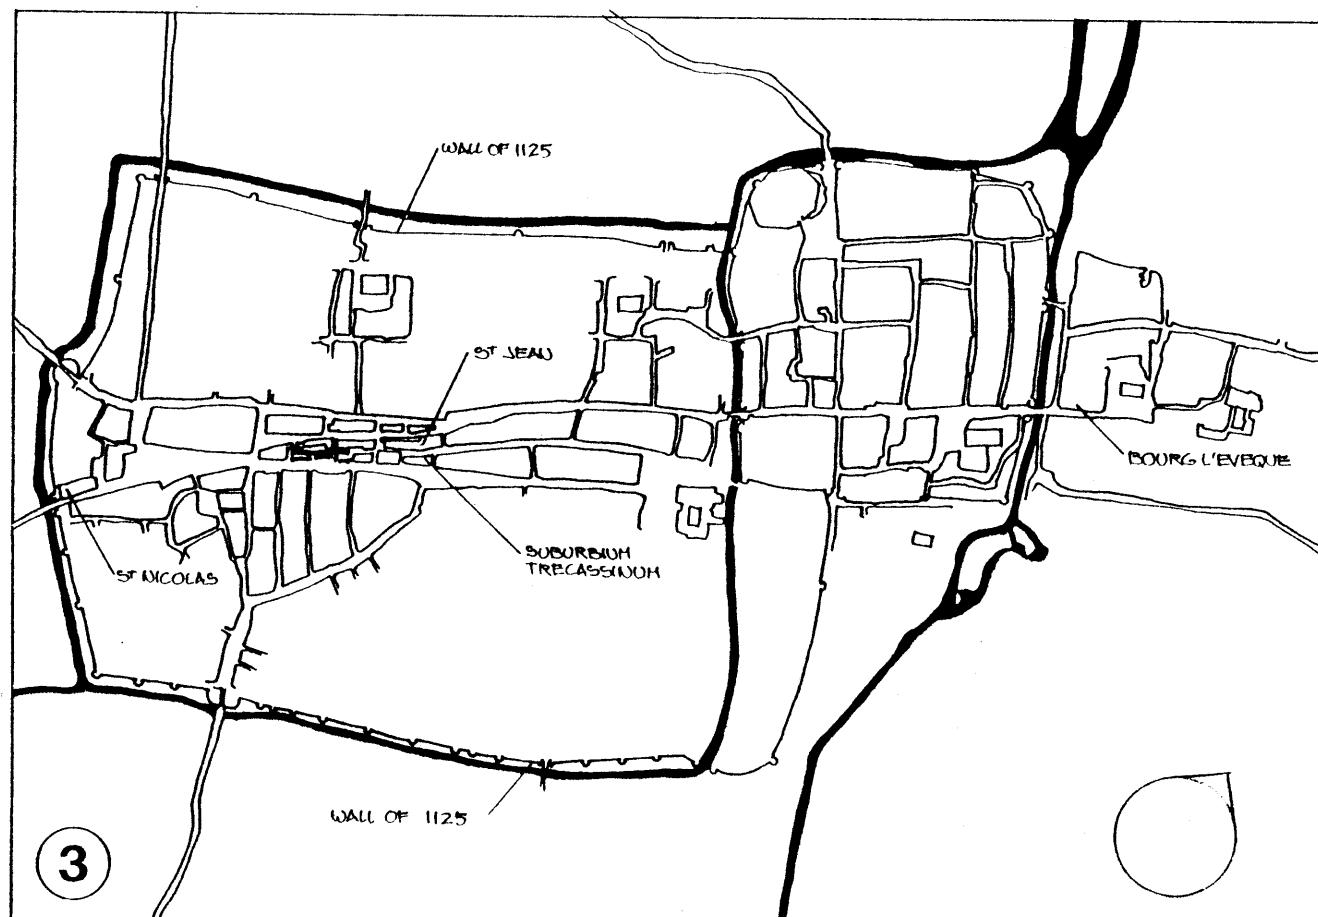 WALL OF 1125
ST JEAN
BOURG L'EVEQUE
SUBURBIUM
TRECASSINUM
ST NICOLAS
WALL OF 1125
3